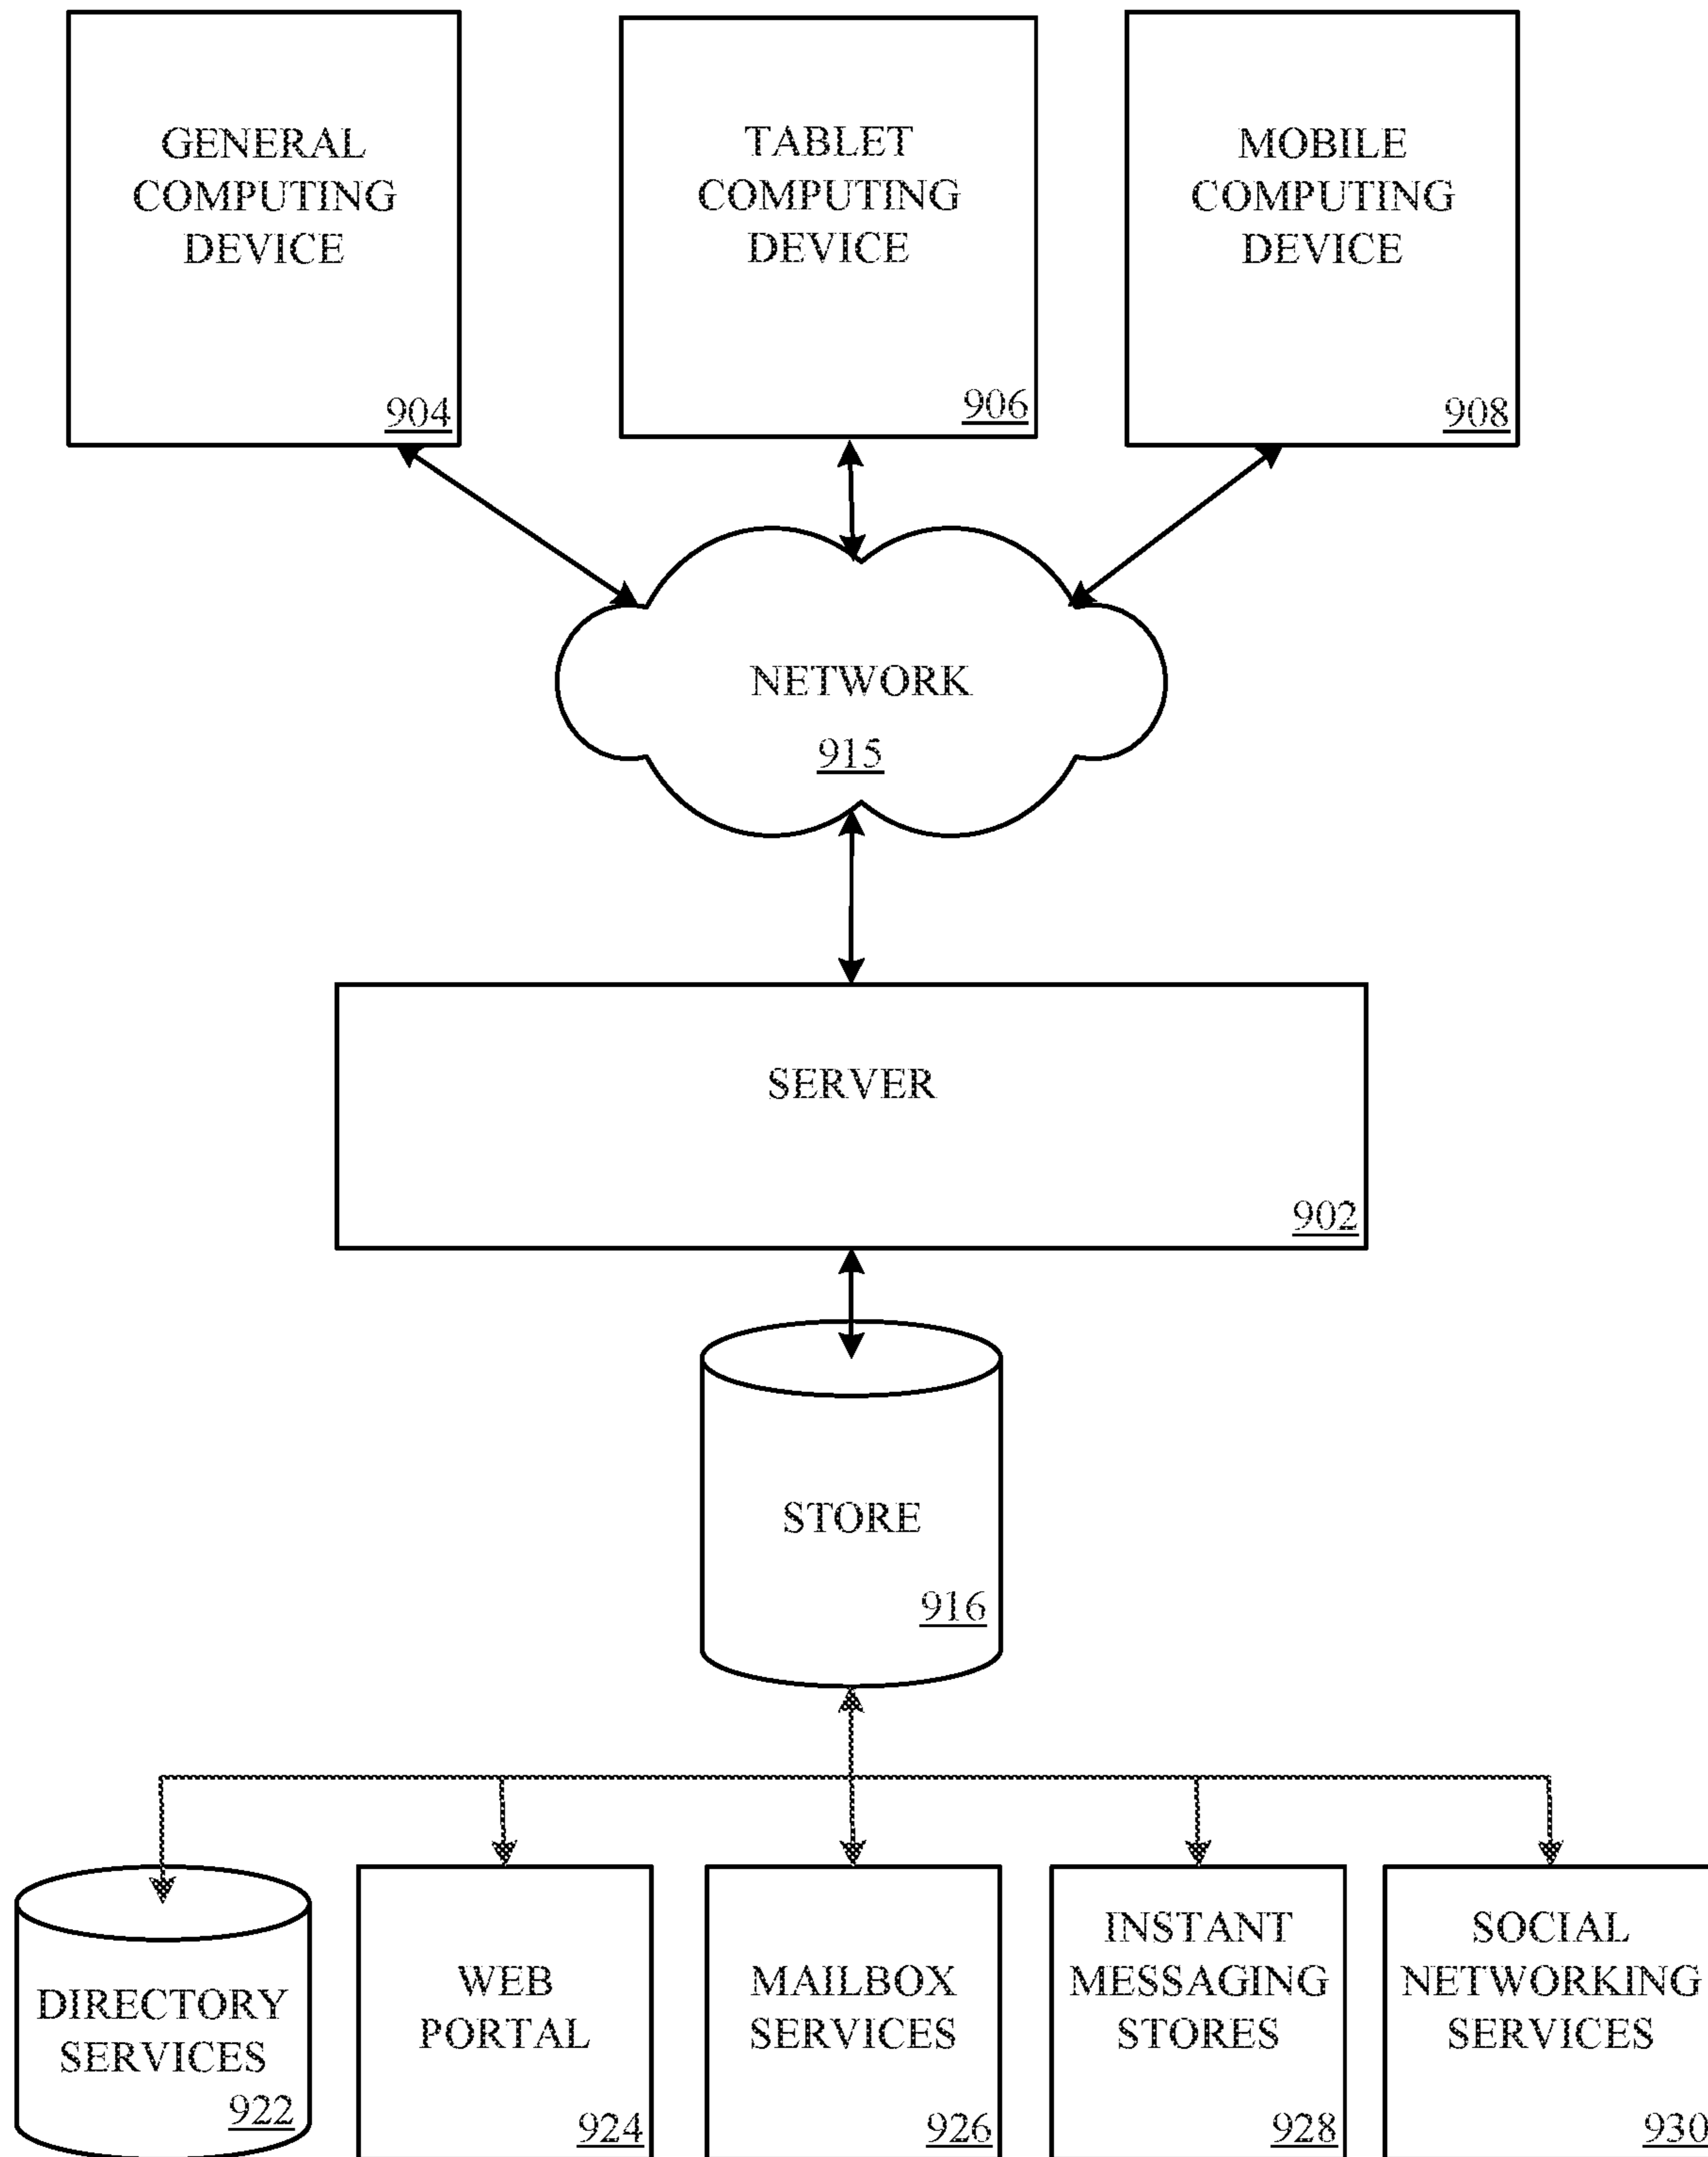 GENERAL
COMPUTING
DEVICE
904
TABLET
COMPUTING
DEVICE
906
MOBILE
COMPUTING
DEVICE
908
NETWORK
915
SERVER
902
STORE
916
DIRECTORY
SERVICES
922
WEB
PORTAL
924
MAILBOX
SERVICES
926
INSTANT
MESSAGING
STORES
928
SOCIAL
NETWORKING
SERVICES
930